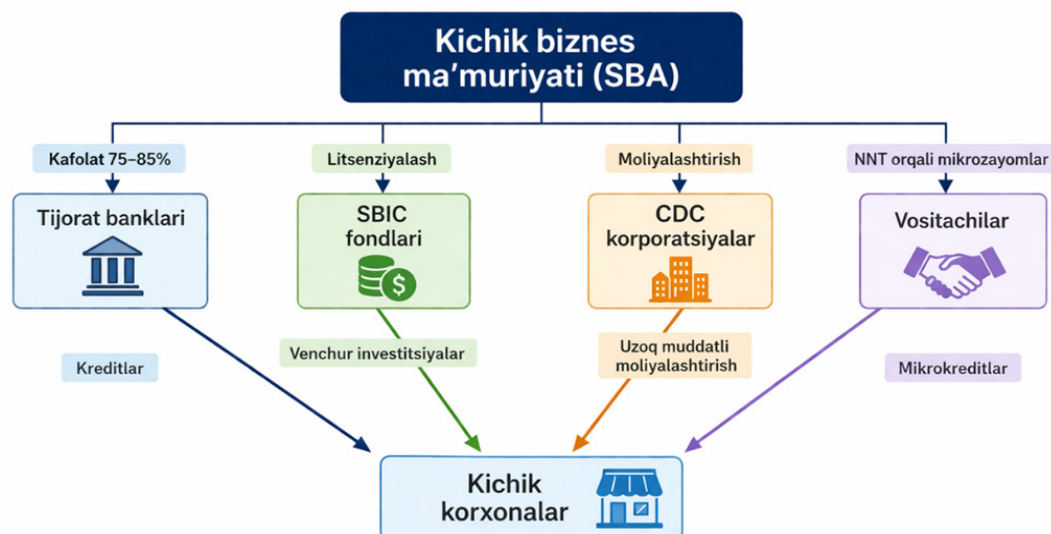 Kichik biznes
ma’muriyati (SBA)
Kafolat 75–85%
Litsenziyalash
Moliyalashtirish
NNT orqali mikrozayomlar
Tijorat banklari
SBIC
fondlari
$
CDC
korporatsiyalar
Vositachilar
Kreditlar
Venchur investitsiyalar
Uzoq muddatli
moliyalashtirish
Mikrokreditlar
Kichik
korxonalar